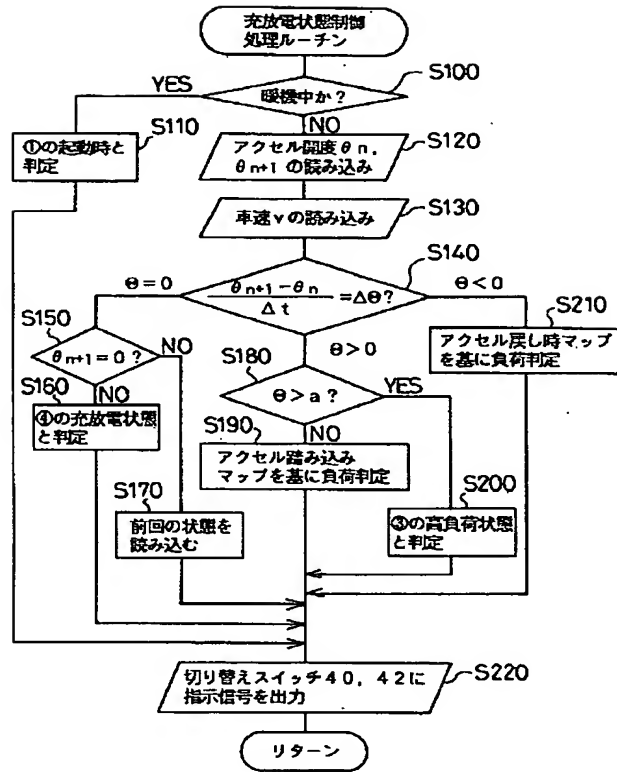 充放電状態制御
処理ルーチン
S100
YES
暖機中か？
NO
S110
①の起動時と
判定
S120
アクセル開度θn，
θn+1の読み込み
S130
車速vの読み込み
S140
Θ=0
θn+1−θn
Δt
=ΔΘ？
Θ<0
S150
θn+1=0？
NO
S210
アクセル戻し時マップ
を基に負荷判定
Θ>0
S180
Θ>a？
YES
S160
NO
④の充放電状態
と判定
S190
NO
アクセル踏み込み
マップを基に負荷判定
S170
前回の状態を
読み込む
S200
③の高負荷状態
と判定
切り替えスイッチ40，42に
指示信号を出力
S220
リターン